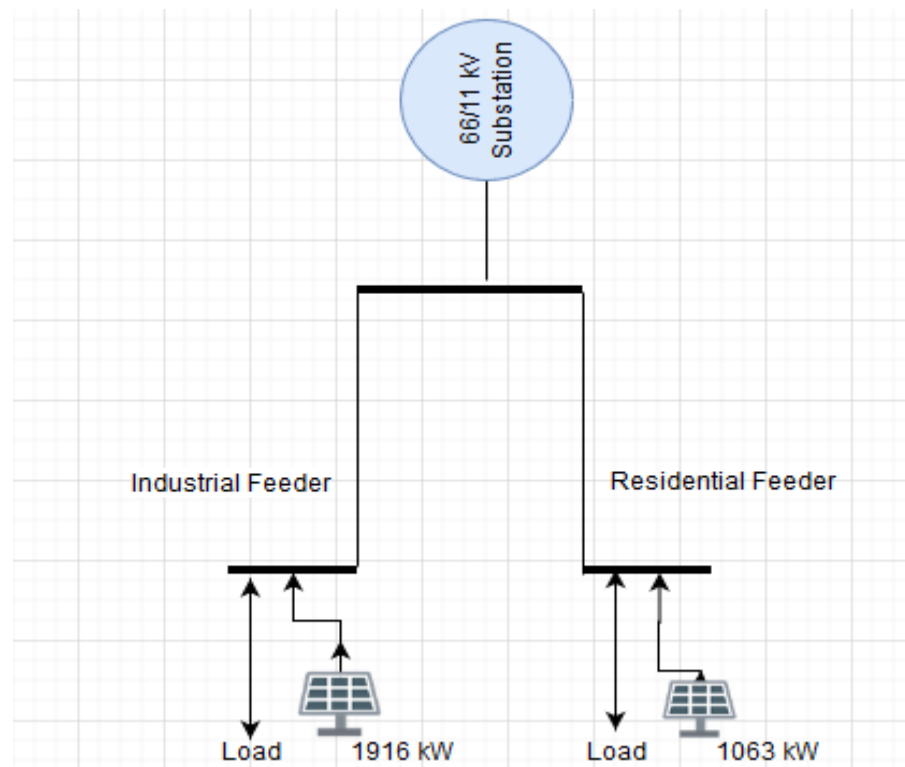 66/11 kV
Substation
Industrial Feeder
Residential Feeder
Load
1916 kW
Load
1063 kW